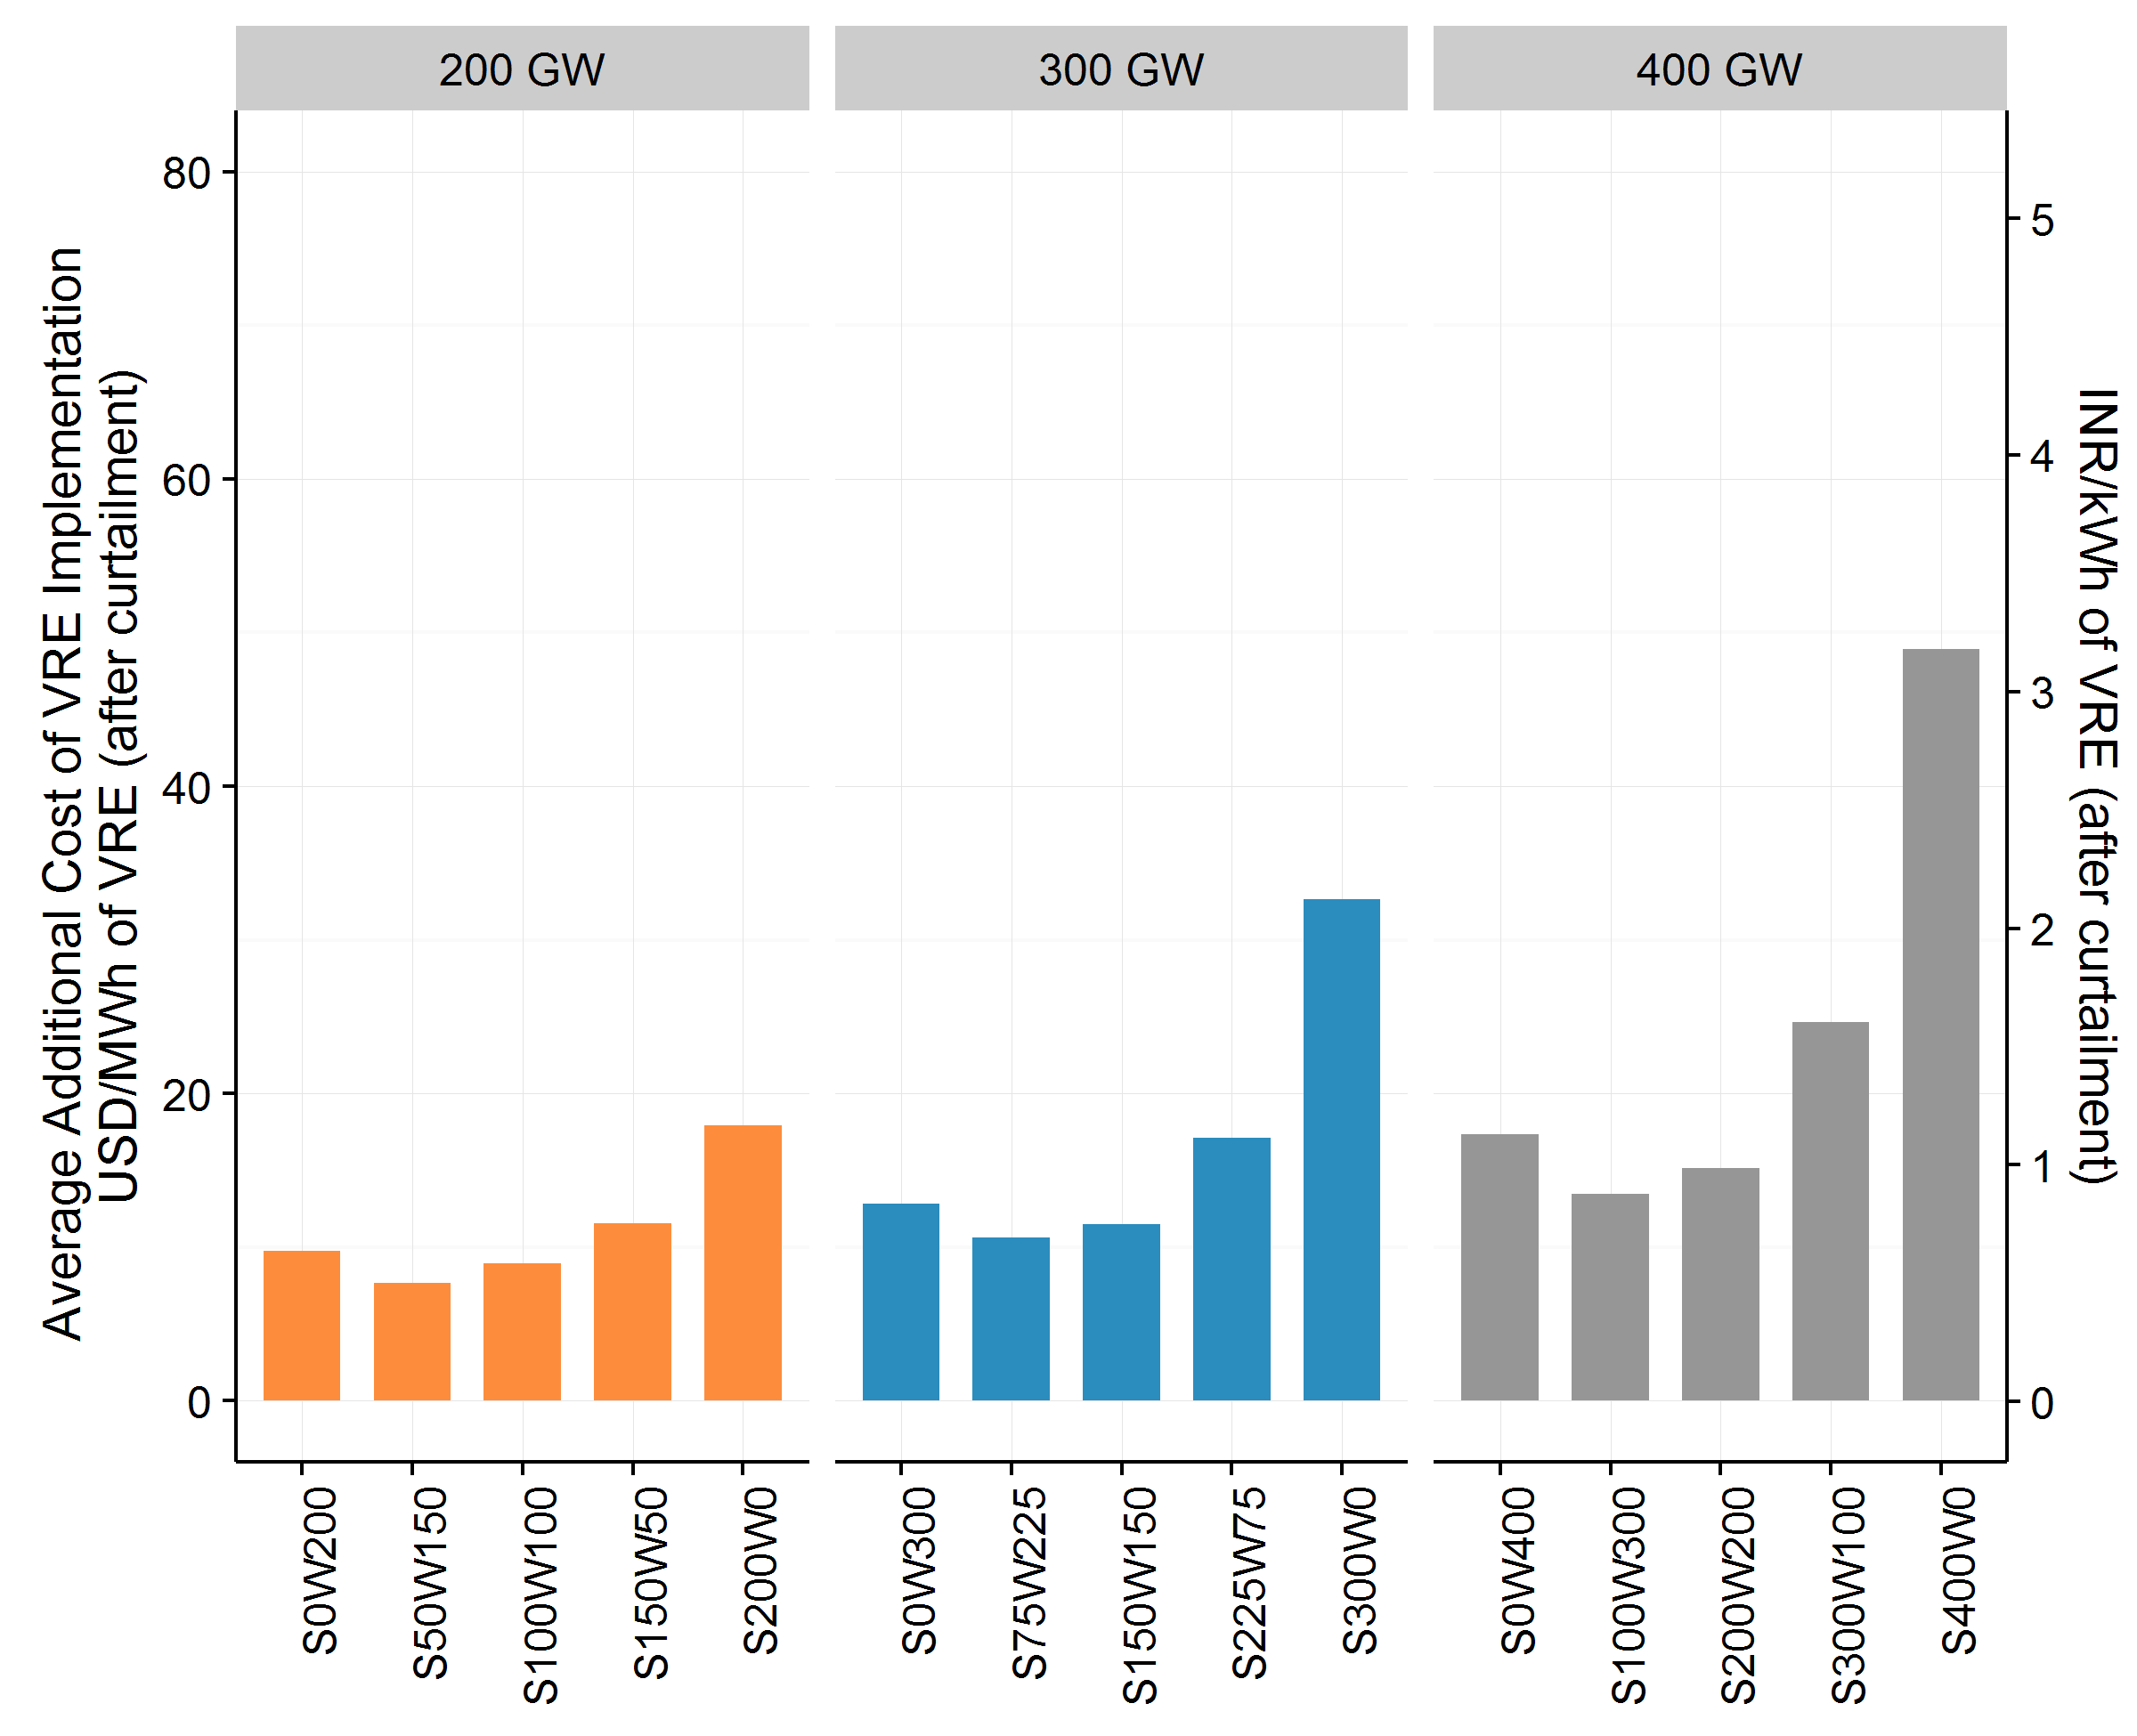 200 GW
300 GW
400 GW
Average Additional Cost of VRE Implementation
USD/MWh of VRE (after curtailment)
80
60
40
20
0
5
4
3
2
1
0
INR/kWh of VRE (after curtailment)
S0W200
S50W150
S100W100
S150W50
S200W0
S0W300
S75W225
S150W150
S225W75
S300W0
S0W400
S100W300
S200W200
S300W100
S400W0